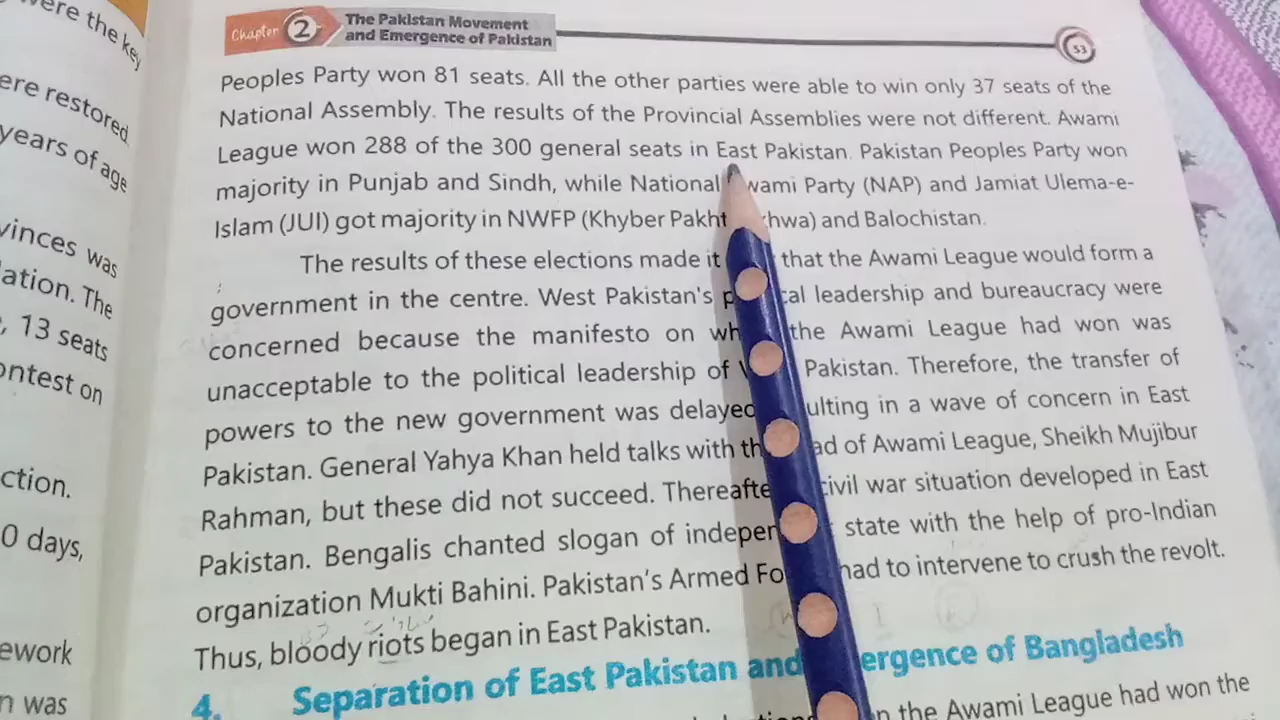 were the key
ere restored
years of age
vinces was
ation. The
, 13 seats
ontest on
ction.
0 days,
ework
n was
Chapter 2 The Pakistan Movement
and Emergence of Pakistan
53
Peoples Party won 81 seats. All the other parties were able to win only 37 seats of the
National Assembly. The results of the Provincial Assemblies were not different. Awami
League won 288 of the 300 general seats in East Pakistan. Pakistan Peoples Party won
majority in Punjab and Sindh, while National wami Party (NAP) and Jamiat Ulema-e-
Islam (JUI) got majority in NWFP (Khyber Pakht hwa) and Balochistan.
The results of these elections made it that the Awami League would form a
government in the centre. West Pakistan's p cal leadership and bureaucracy were
concerned because the manifesto on wh the Awami League had won was
unacceptable to the political leadership of Pakistan. Therefore, the transfer of
powers to the new government was delayed ulting in a wave of concern in East
Pakistan. General Yahya Khan held talks with th ad of Awami League, Sheikh Mujibur
Rahman, but these did not succeed. Thereafte civil war situation developed in East
Pakistan. Bengalis chanted slogan of indepen state with the help of pro-Indian
organization Mukti Bahini. Pakistan's Armed Fo had to intervene to crush the revolt.
Thus, bloody riots began in East Pakistan.
4. Separation of East Pakistan and ergence of Bangladesh
n the Awami League had won the